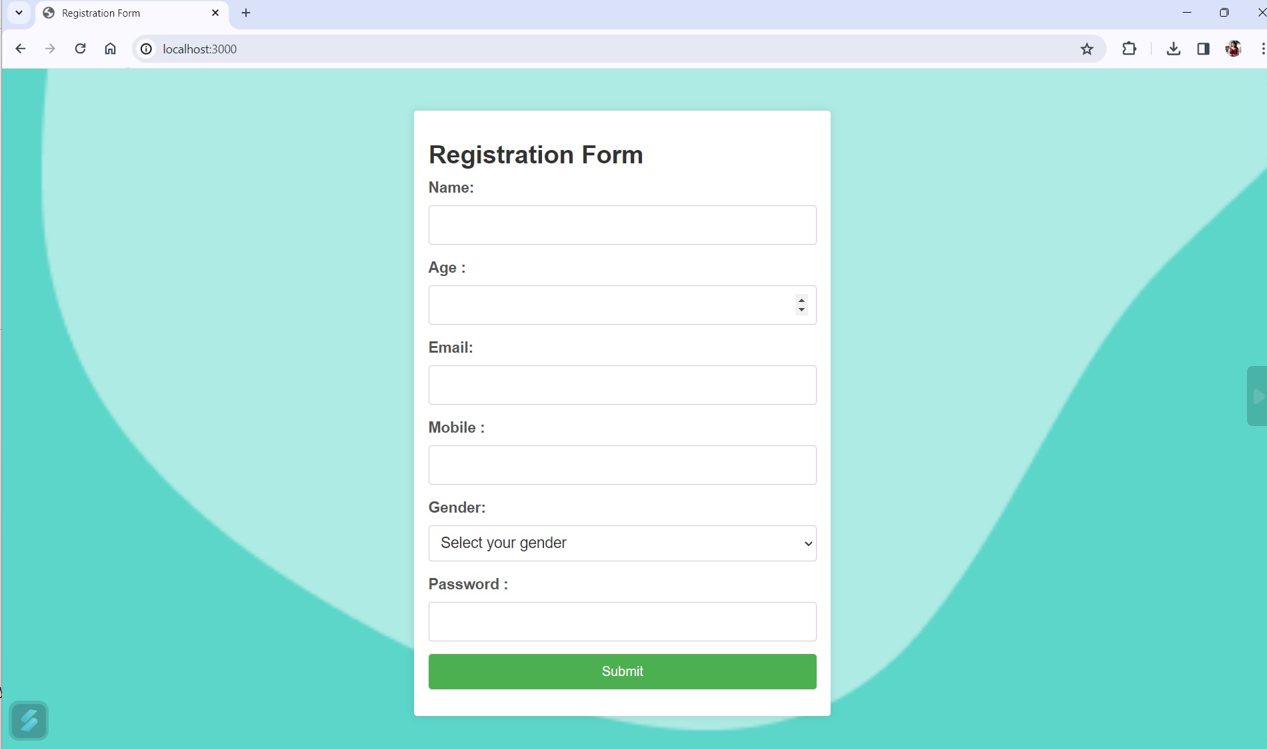 Registration Form
localhost:3000
Registration Form
Name:
Age :
Email:
Mobile :
Gender:
Select your gender
Password :
Submit